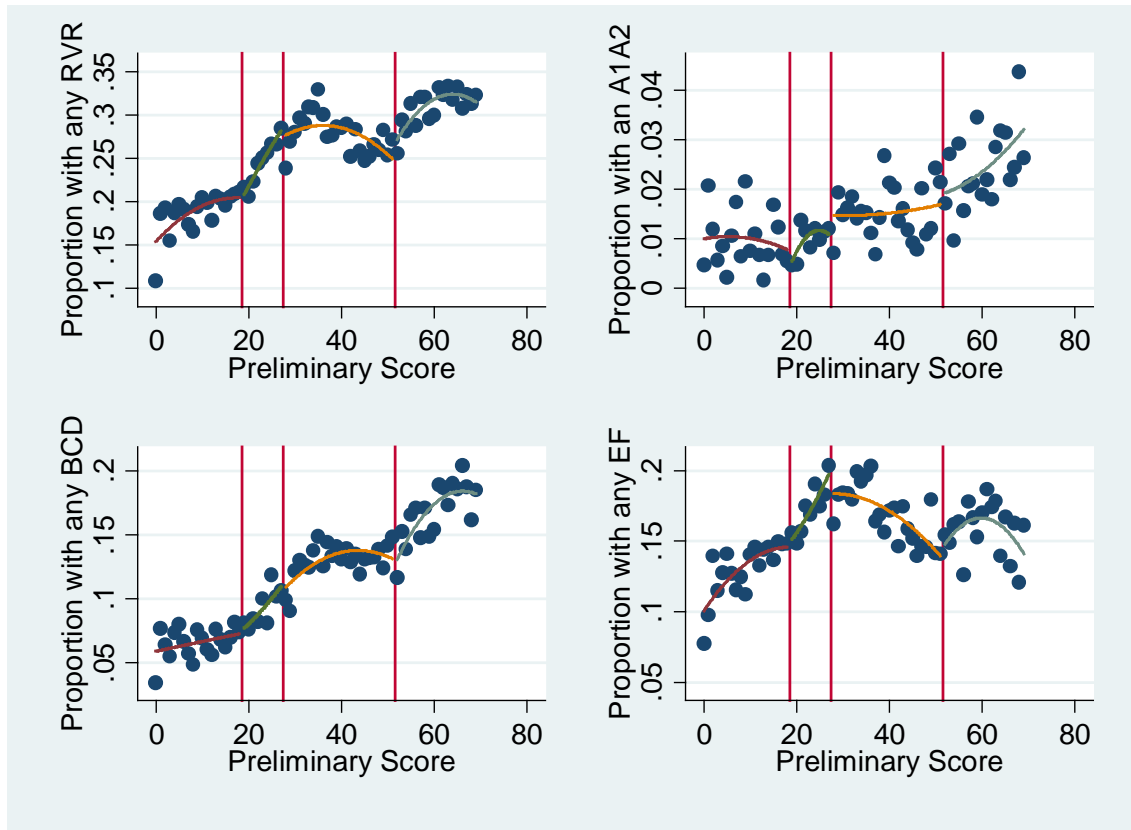 Proportion with any RVR
.1 .15 .2 .25 .3 .35
0 20 40 60 80
Preliminary Score
Proportion with an A1A2
0 .01 .02 .03 .04
0 20 40 60 80
Preliminary Score
Proportion with any BCD
.05 .1 .15 .2
0 20 40 60 80
Preliminary Score
Proportion with any EF
.05 .1 .15 .2
0 20 40 60 80
Preliminary Score